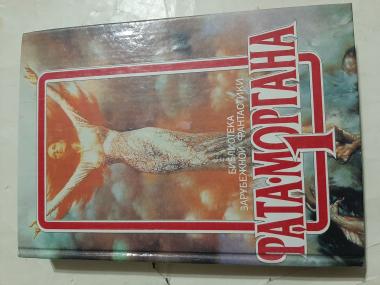 БИБЛИОТЕКА
ЗАРУБЕЖНОЙ ФАНТАСТИКИ
ФАТА·МОРГАНА
1